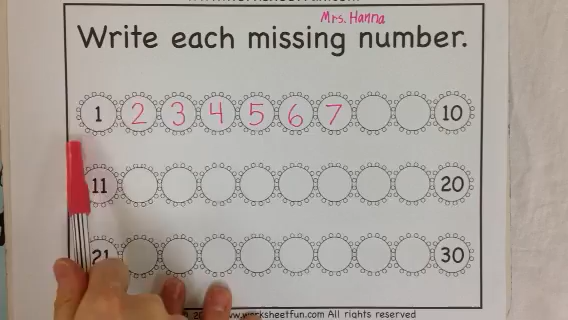 Mrs. Hanna
Write each missing number.
1 2 3 4 5 6 7 10
11 20
21 30
www.worksheetfun.com All rights reserved